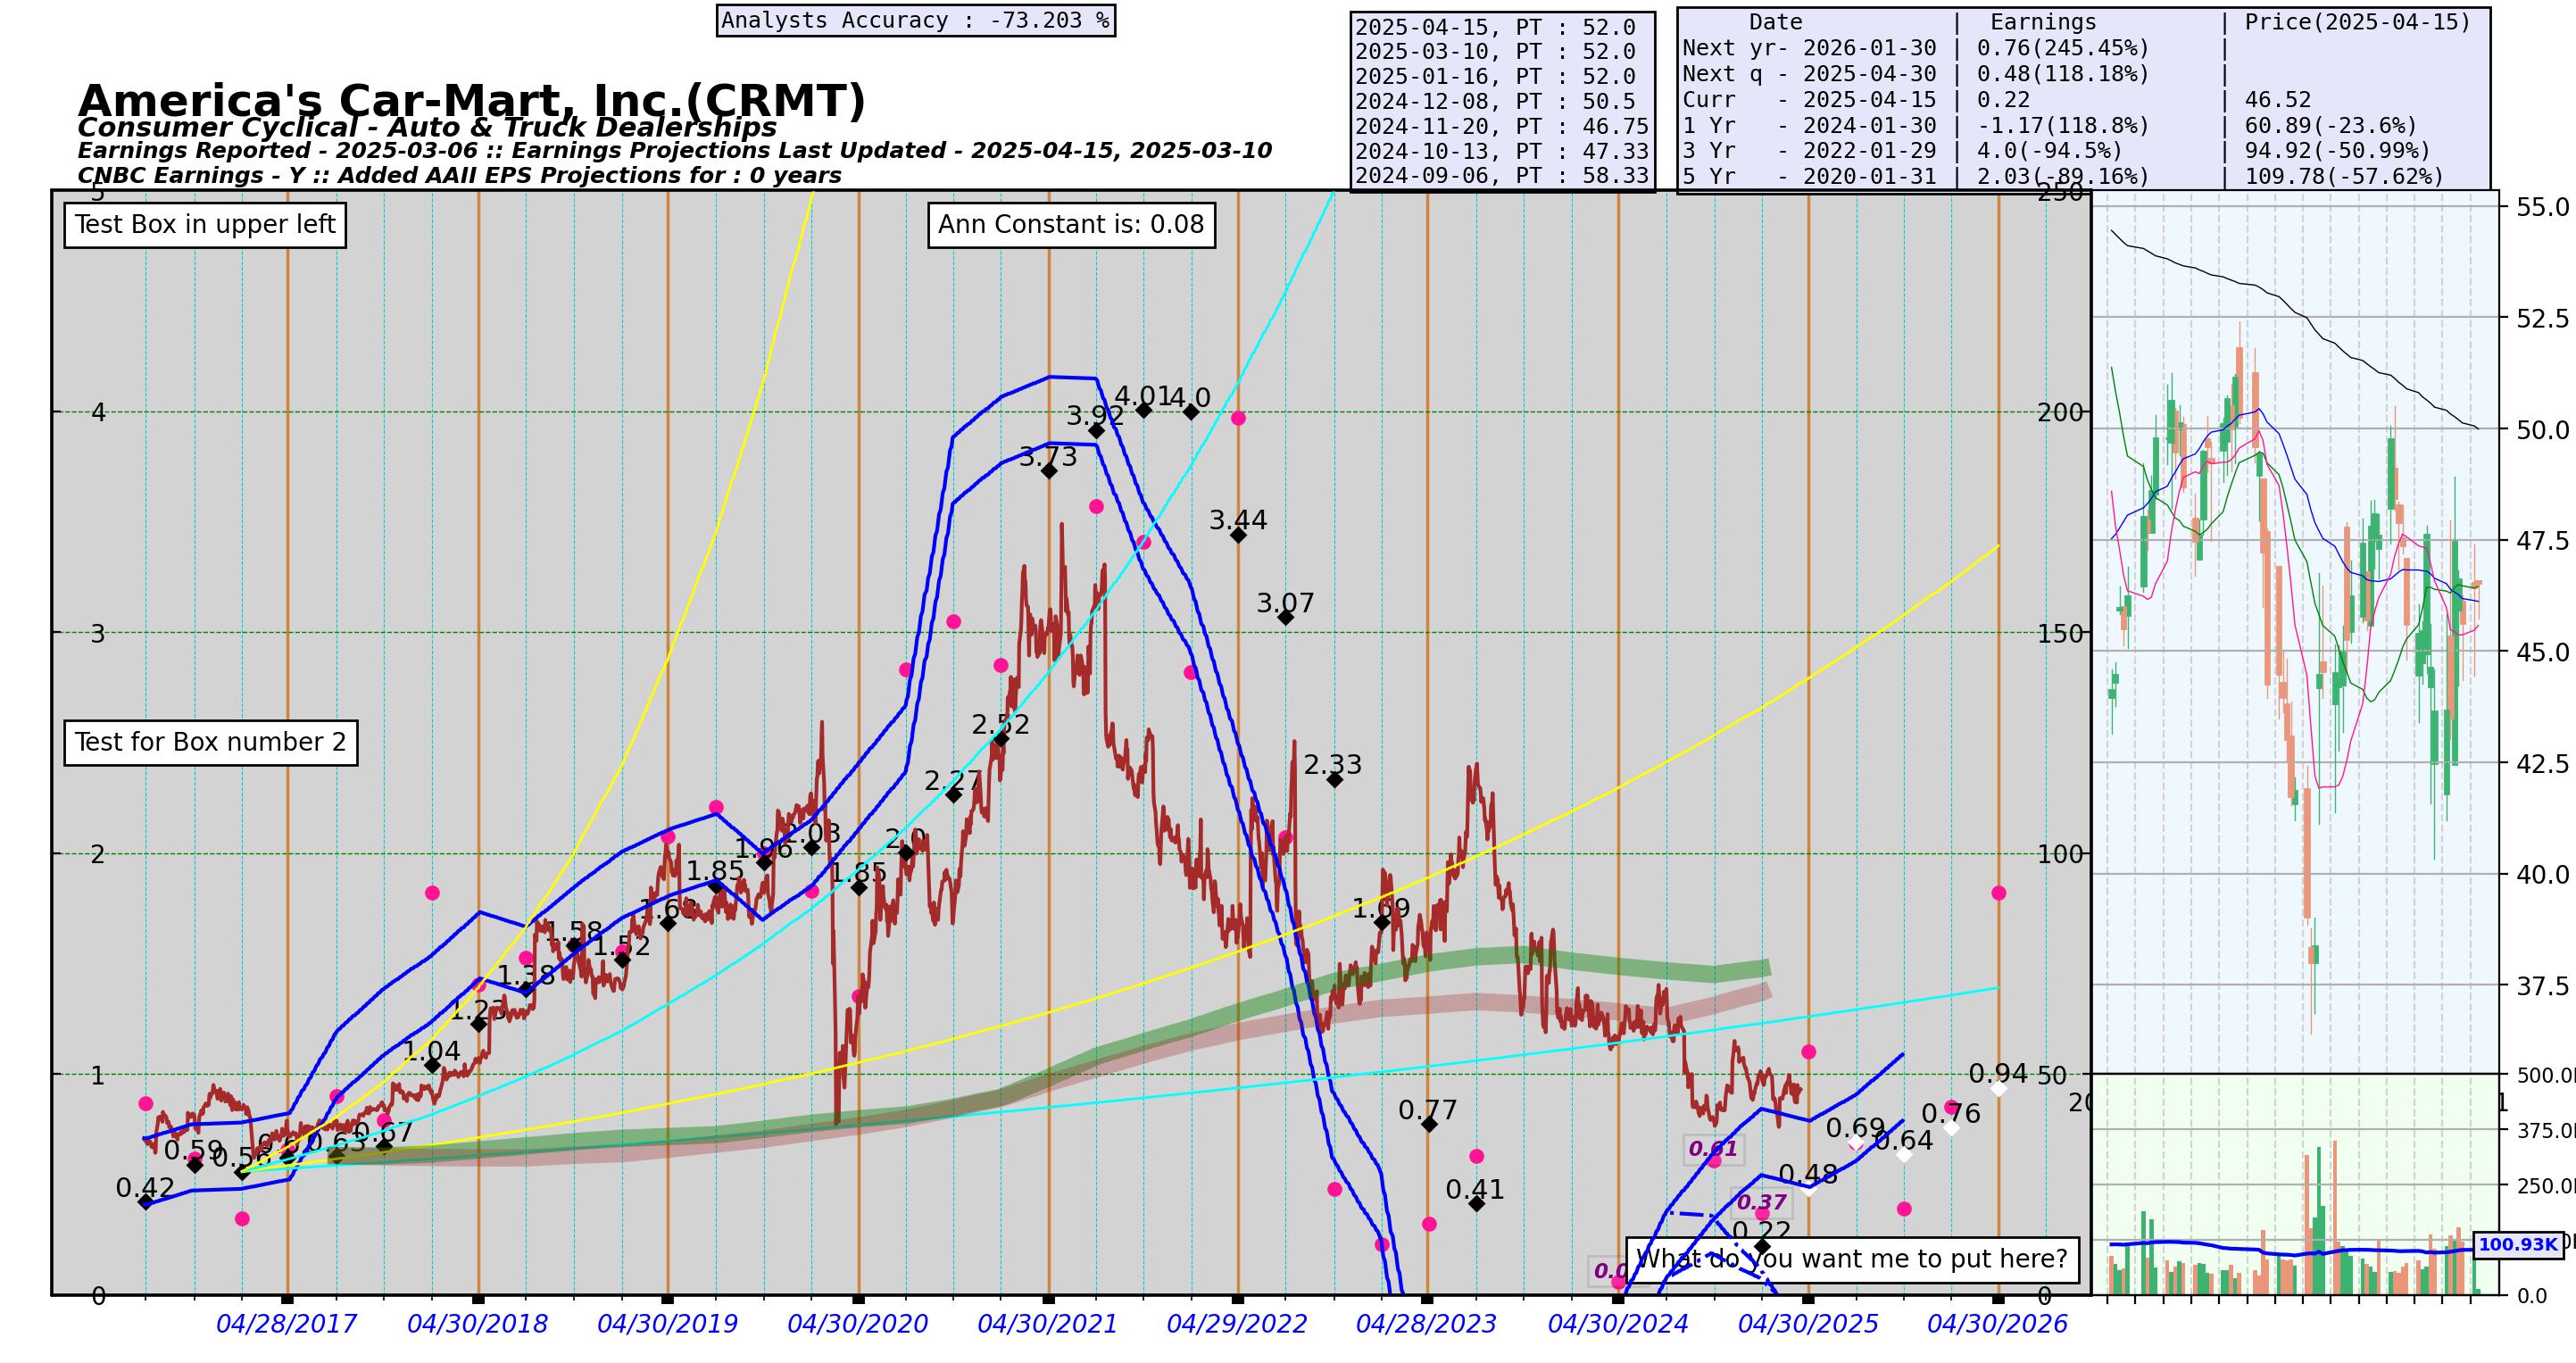 Analysts Accuracy : -73.203 %
2025-04-15, PT : 52.0
2025-03-10, PT : 52.0
2025-01-16, PT : 52.0
2024-12-08, PT : 50.5
2024-11-20, PT : 46.75
2024-10-13, PT : 47.33
2024-09-06, PT : 58.33
Date | Earnings | Price(2025-04-15)
Next yr- 2026-01-30 | 0.76(245.45%) |
Next q - 2025-04-30 | 0.48(118.18%) |
Curr - 2025-04-15 | 0.22 | 46.52
1 Yr - 2024-01-30 | -1.17(118.8%) | 60.89(-23.6%)
3 Yr - 2022-01-29 | 4.0(-94.5%) | 94.92(-50.99%)
5 Yr - 2020-01-31 | 2.03(-89.16%) | 109.78(-57.62%)
America's Car-Mart, Inc.(CRMT)
Consumer Cyclical - Auto & Truck Dealerships
Earnings Reported - 2025-03-06 :: Earnings Projections Last Updated - 2025-04-15, 2025-03-10
CNBC Earnings - Y :: Added AAII EPS Projections for : 0 years
Test Box in upper left
Ann Constant is: 0.08
Test for Box number 2
What do you want me to put here?
5
4
3
2
1
0
250
200
150
100
50
0
0.42
0.59
0.56
0.63
0.67
1.04
1.23
1.38
1.58
1.52
1.68
1.85
1.96
2.03
1.85
2.0
2.27
2.52
3.73
3.92
4.01
4.0
3.44
3.07
2.33
1.69
0.77
0.41
0.61
0.37
0.22
0.48
0.69
0.64
0.76
0.94
55.0
52.5
50.0
47.5
45.0
42.5
40.0
37.5
500.0
375.0
250.0
100.93K
0.0
04/28/2017
04/30/2018
04/30/2019
04/30/2020
04/30/2021
04/29/2022
04/28/2023
04/30/2024
04/30/2025
04/30/2026